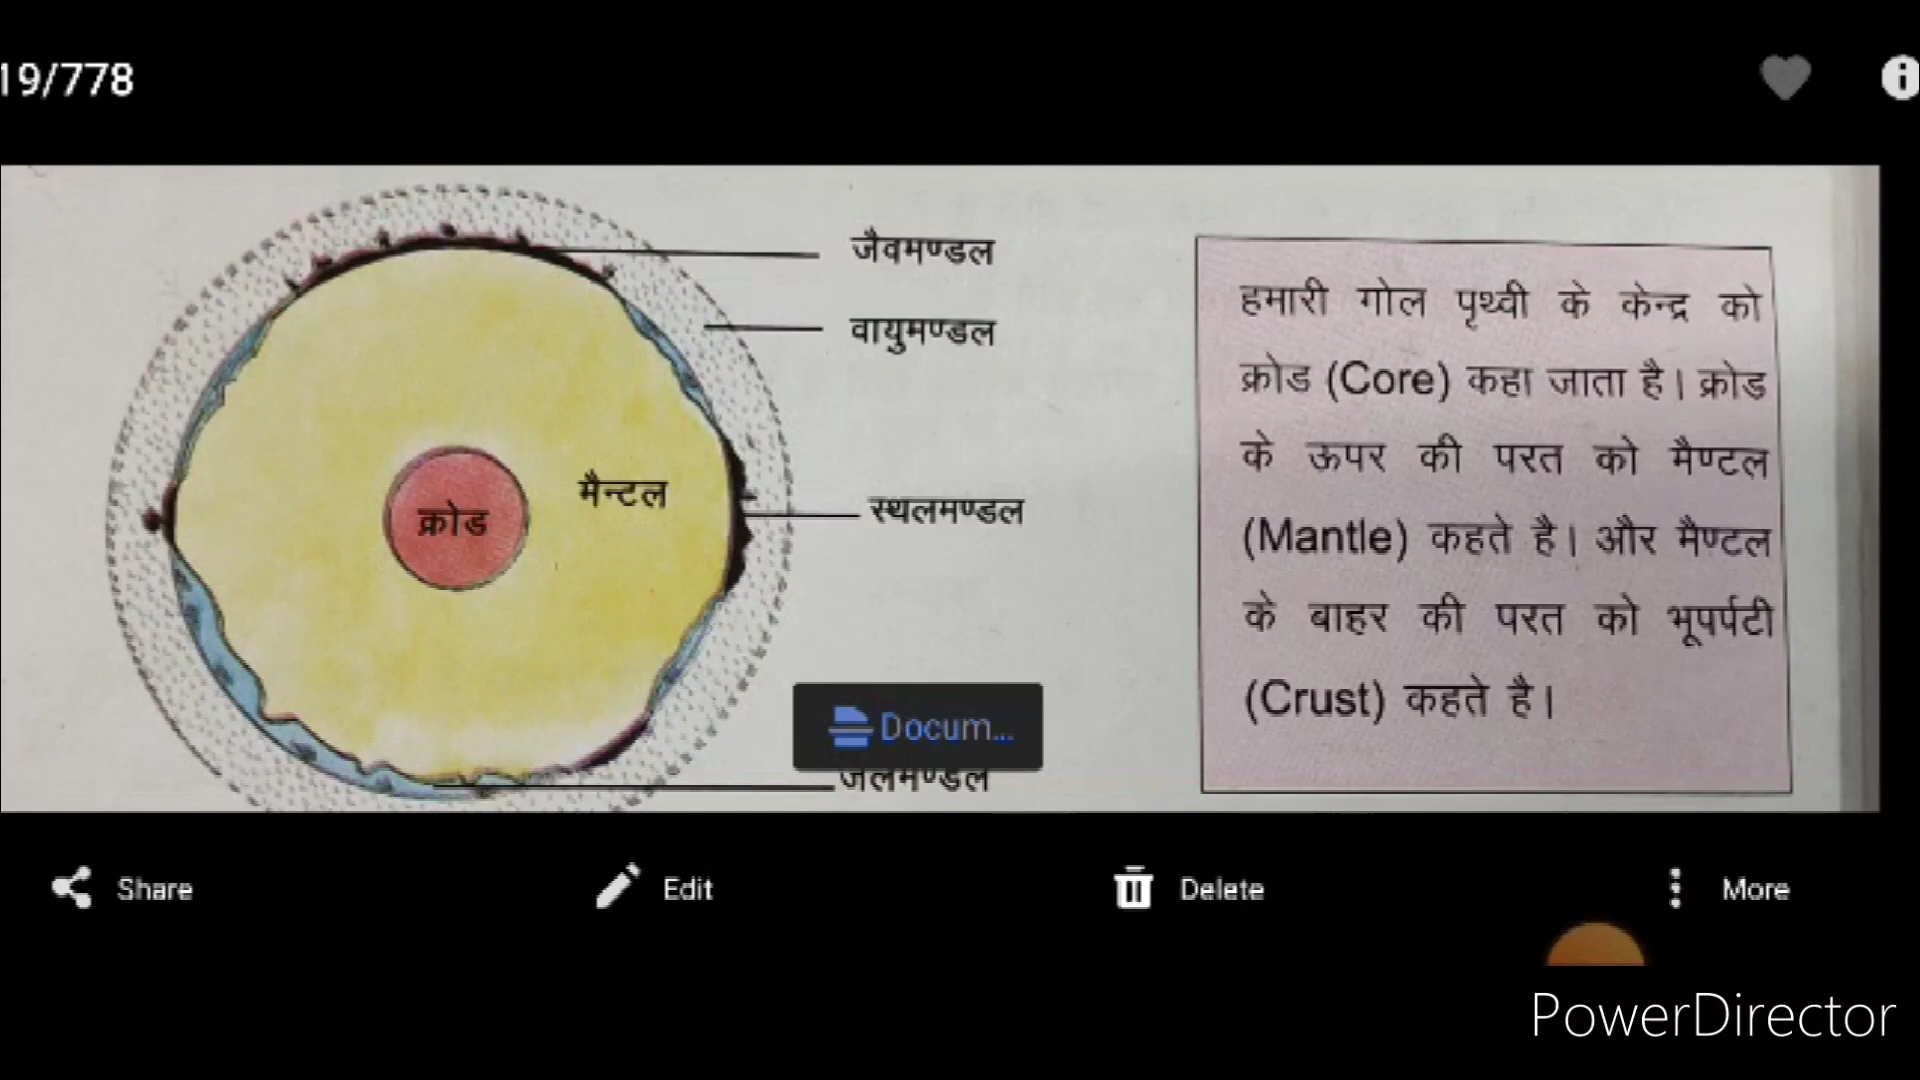 19/778
जैवमण्डल
वायुमण्डल
मैन्टल
क्रोड
स्थलमण्डल
Docum...
जलमण्डल
हमारी गोल पृथ्वी के केन्द्र को
क्रोड (Core) कहा जाता है। क्रोड
के ऊपर की परत को मैण्टल
(Mantle) कहते है। और मैण्टल
के बाहर की परत को भूपर्पटी
(Crust) कहते है।
Share
Edit
Delete
More
PowerDirector